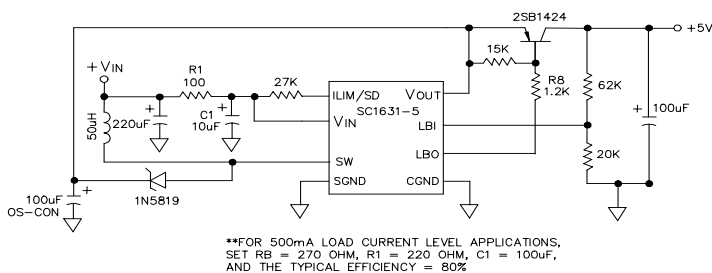 2SB1424
+5V
15K
+VIN
R1
100
27K
ILIM/SD
VOUT
R8
1.2K
62K
SC1631-5
50uH
220uF
C1
10uF
VIN
LBI
100uF
LBO
SW
20K
100uF
OS-CON
1N5819
SGND
CGND
**FOR 500mA LOAD CURRENT LEVEL APPLICATIONS,
SET RB = 270 OHM, R1 = 220 OHM, C1 = 100uF,
AND THE TYPICAL EFFICIENCY = 80%